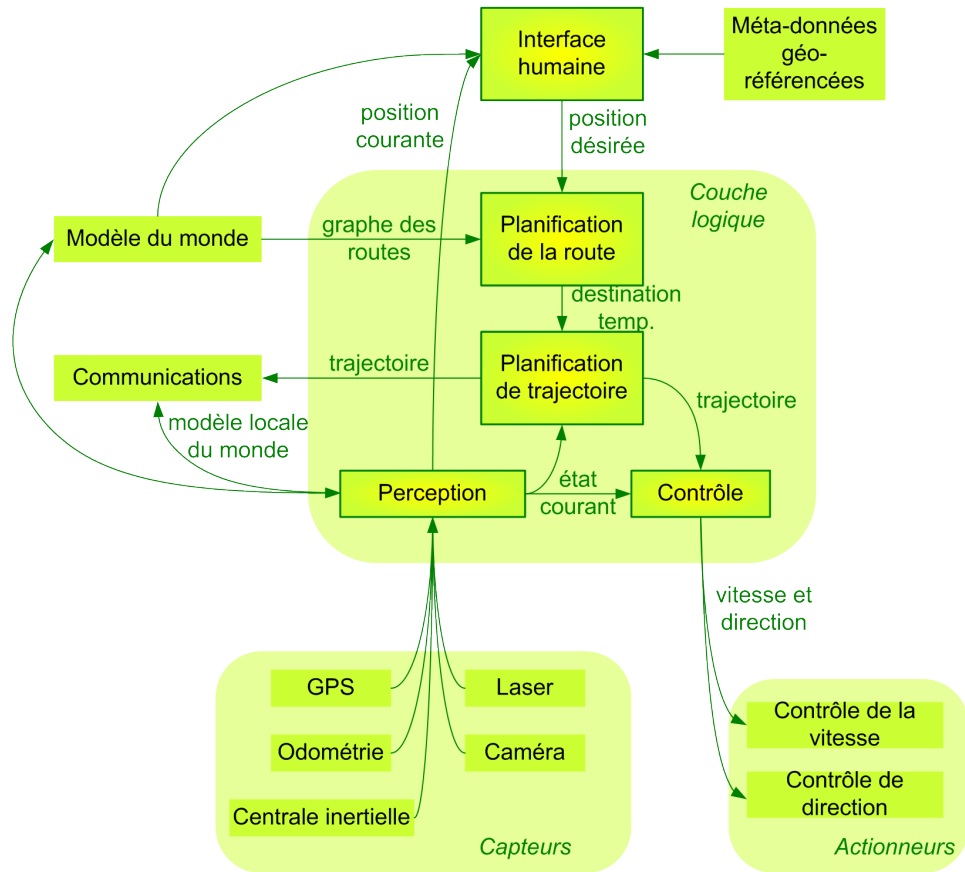 Interface
humaine
Méta-données
géo-
référencées
position
courante
position
désirée
Couche
logique
Modèle du monde
graphe des
routes
Planification
de la route
destination
temp.
Communications
trajectoire
Planification
de trajectoire
trajectoire
modèle locale
du monde
Perception
état
courant
Contrôle
vitesse et
direction
GPS
Laser
Odométrie
Caméra
Centrale inertielle
Capteurs
Contrôle de la
vitesse
Contrôle de
direction
Actionneurs